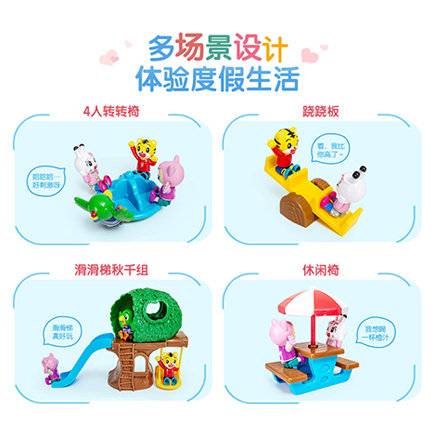 多场景设计
体验度假生活
4人转转椅
跷跷板
哈哈哈…
好刺激呀
看，我比
你高了~
滑滑梯秋千组
休闲椅
滑滑梯
真好玩
我想喝
一杯橙汁